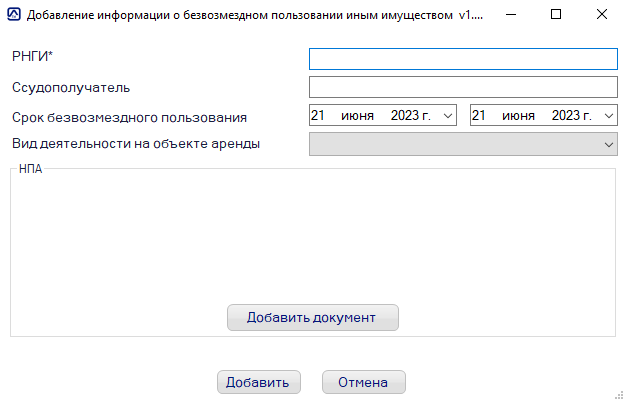 Добавление информации о безвозмездном пользовании иным имуществом v1....
РНГИ*
Ссудополучатель
Срок безвозмездного пользования 21 июня 2023 г. 21 июня 2023 г.
Вид деятельности на объекте аренды
НПА
Добавить документ
Добавить Отмена